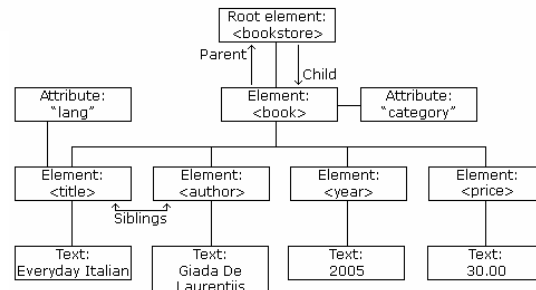 Root element:
<bookstore>
Parent
Child
Attribute:
"lang"
Element:
<book>
Attribute:
"category"
Element:
<title>
Element:
<author>
Element:
<year>
Element:
<price>
Siblings
Text:
Everyday Italian
Text:
Giada De
Laurentiis
Text:
2005
Text:
30.00